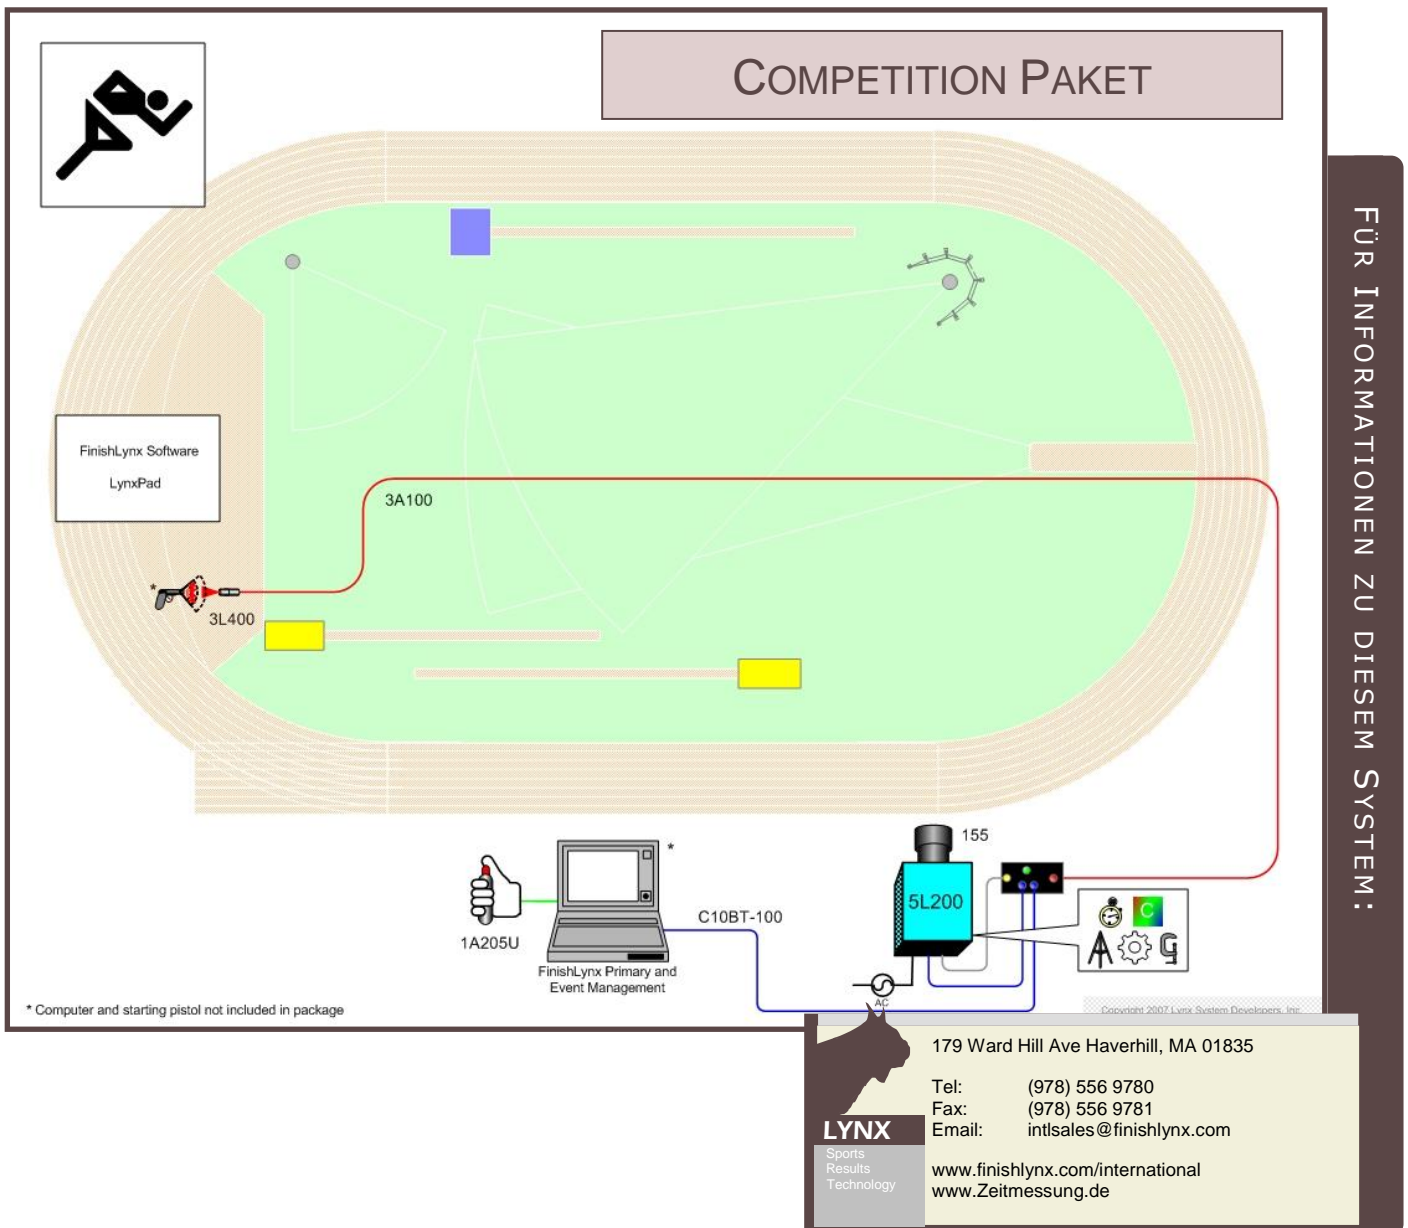 COMPETITION PAKET
FÜR INFORMATIONEN ZU DIESEM SYSTEM:
FinishLynx Software
LynxPad
3A100
*
3L400
155
*
5L200
C
1A205U
C10BT-100
FinishLynx Primary and
Event Management
AC
* Computer and starting pistol not included in package
Copyright 2007 Lynx System Developers, Inc.
179 Ward Hill Ave Haverhill, MA 01835
Tel: (978) 556 9780
Fax: (978) 556 9781
Email: intlsales@finishlynx.com
LYNX
Sports
Results
Technology
www.finishlynx.com/international
www.Zeitmessung.de